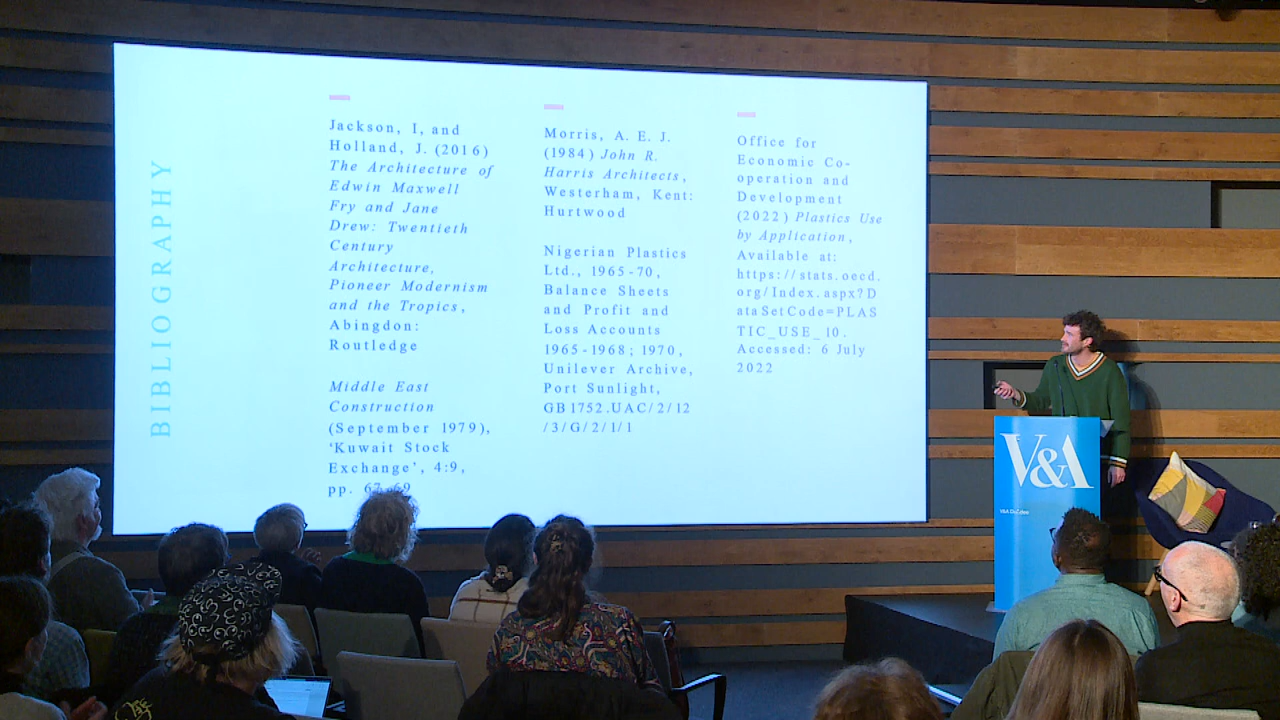 BIBLIOGRAPHY
Jackson, I, and
Holland, J. (2016)
The Architecture of
Edwin Maxwell
Fry and Jane
Drew: Twentieth
Century
Architecture,
Pioneer Modernism
and the Tropics,
Abingdon:
Routledge
Middle East
Construction
(September 1979),
‘Kuwait Stock
Exchange’, 4:9,
pp. 67-69
Morris, A. E. J.
(1984) John R.
Harris Architects,
Westerham, Kent:
Hurtwood
Nigerian Plastics
Ltd., 1965-70,
Balance Sheets
and Profit and
Loss Accounts
1965-1968; 1970,
Unilever Archive,
Port Sunlight,
GB1752.UAC/2/12
/3/G/2/1/1
Office for
Economic Co-
operation and
Development
(2022) Plastics Use
by Application,
Available at:
https://stats.oecd.
org/Index.aspx?D
ataSetCode=PLAS
TIC_USE_10.
Accessed: 6 July
2022
V&A
V&A Dundee